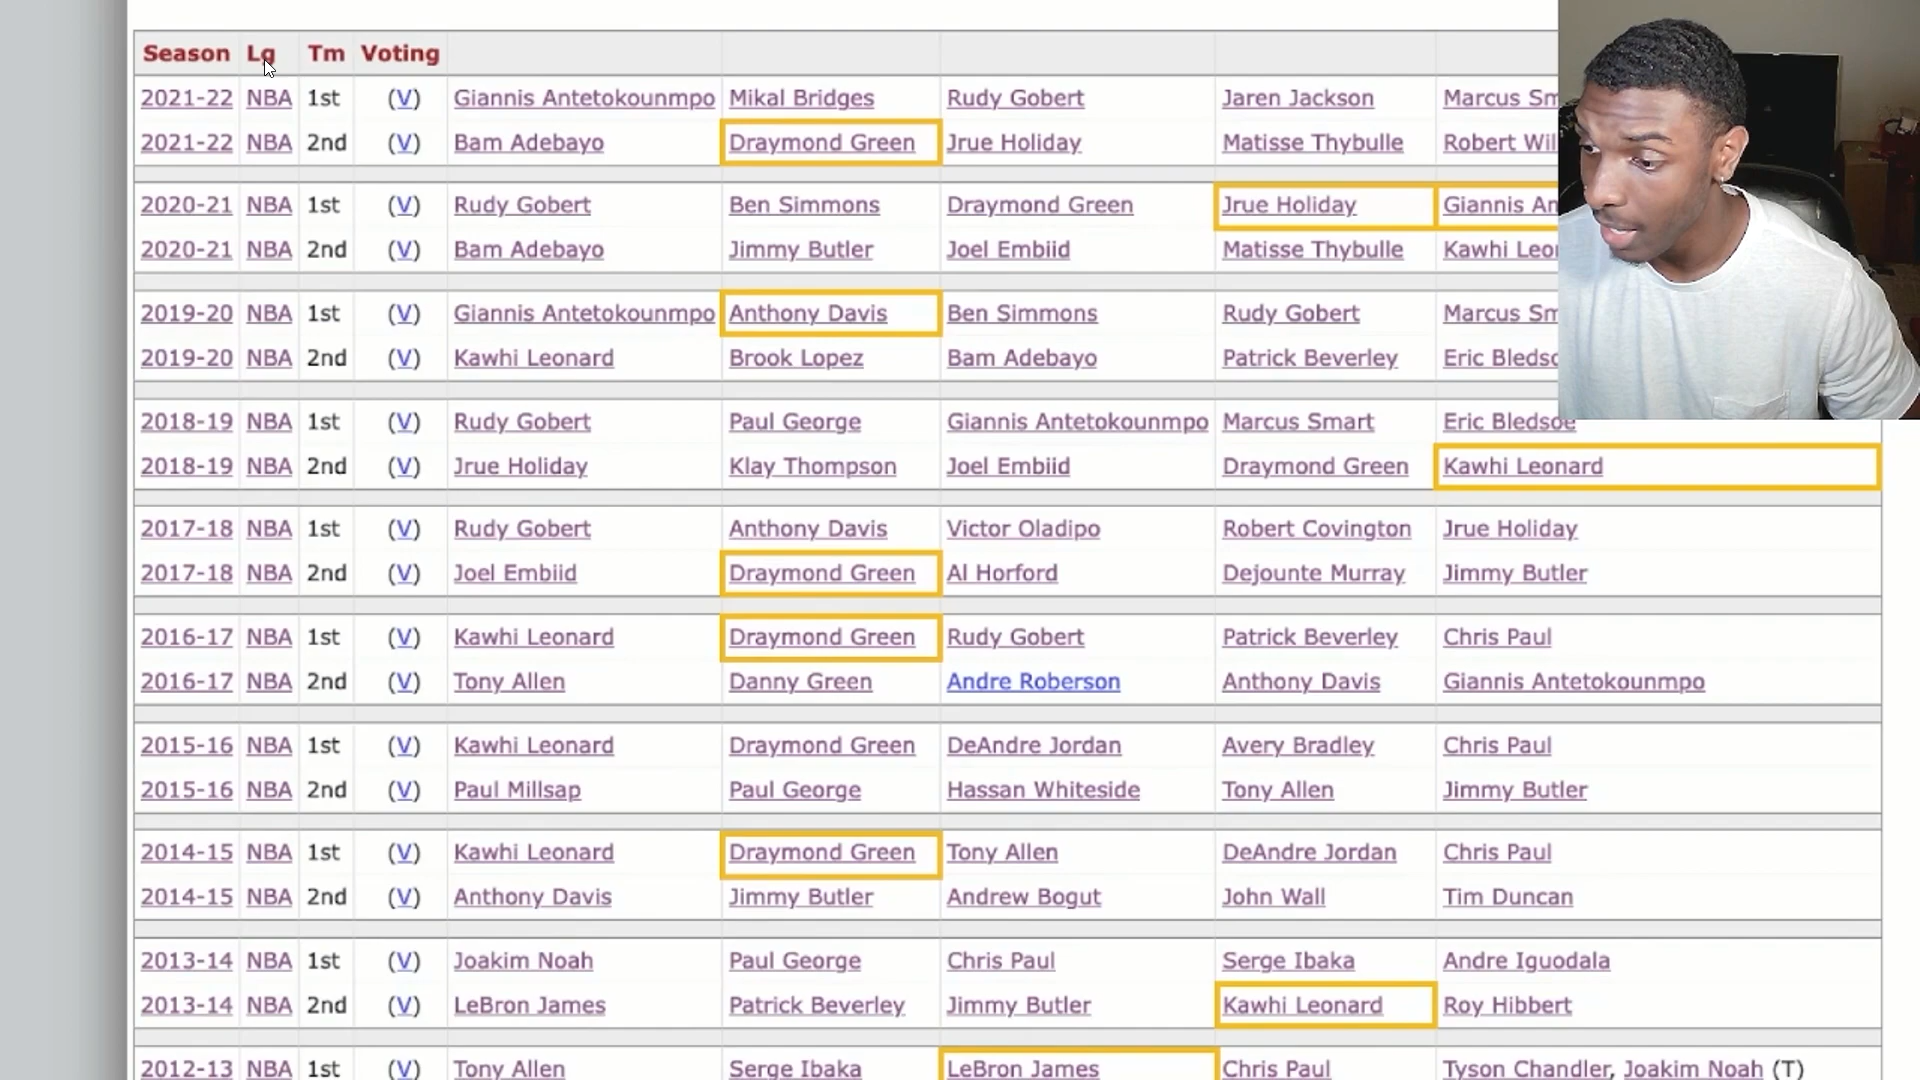 Season Lg Tm Voting
2021-22 NBA 1st (V) Giannis Antetokounmpo Mikal Bridges Rudy Gobert Jaren Jackson Marcus Sm
2021-22 NBA 2nd (V) Bam Adebayo Draymond Green Jrue Holiday Matisse Thybulle Robert Wil
2020-21 NBA 1st (V) Rudy Gobert Ben Simmons Draymond Green Jrue Holiday Giannis An
2020-21 NBA 2nd (V) Bam Adebayo Jimmy Butler Joel Embiid Matisse Thybulle Kawhi Leo
2019-20 NBA 1st (V) Giannis Antetokounmpo Anthony Davis Ben Simmons Rudy Gobert Marcus Sm
2019-20 NBA 2nd (V) Kawhi Leonard Brook Lopez Bam Adebayo Patrick Beverley Eric Bledso
2018-19 NBA 1st (V) Rudy Gobert Paul George Giannis Antetokounmpo Marcus Smart Eric Bledsoe
2018-19 NBA 2nd (V) Jrue Holiday Klay Thompson Joel Embiid Draymond Green Kawhi Leonard
2017-18 NBA 1st (V) Rudy Gobert Anthony Davis Victor Oladipo Robert Covington Jrue Holiday
2017-18 NBA 2nd (V) Joel Embiid Draymond Green Al Horford Dejounte Murray Jimmy Butler
2016-17 NBA 1st (V) Kawhi Leonard Draymond Green Rudy Gobert Patrick Beverley Chris Paul
2016-17 NBA 2nd (V) Tony Allen Danny Green Andre Roberson Anthony Davis Giannis Antetokounmpo
2015-16 NBA 1st (V) Kawhi Leonard Draymond Green DeAndre Jordan Avery Bradley Chris Paul
2015-16 NBA 2nd (V) Paul Millsap Paul George Hassan Whiteside Tony Allen Jimmy Butler
2014-15 NBA 1st (V) Kawhi Leonard Draymond Green Tony Allen DeAndre Jordan Chris Paul
2014-15 NBA 2nd (V) Anthony Davis Jimmy Butler Andrew Bogut John Wall Tim Duncan
2013-14 NBA 1st (V) Joakim Noah Paul George Chris Paul Serge Ibaka Andre Iguodala
2013-14 NBA 2nd (V) LeBron James Patrick Beverley Jimmy Butler Kawhi Leonard Roy Hibbert
2012-13 NBA 1st (V) Tony Allen Serge Ibaka LeBron James Chris Paul Tyson Chandler, Joakim Noah (T)